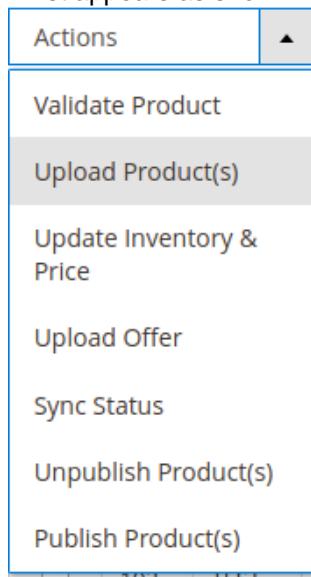 Actions
Validate Product
Upload Product(s)
Update Inventory &
Price
Upload Offer
Sync Status
Unpublish Product(s)
Publish Product(s)